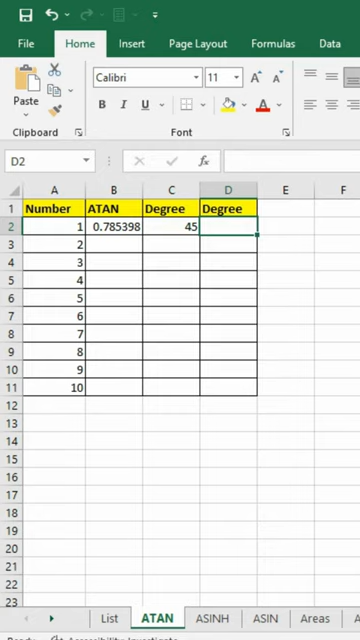 File Home Insert Page Layout Formulas Data
Paste
Calibri 11 A A
B I U A
Clipboard Font
D2 fx
A B C D E F
1 Number ATAN Degree Degree
2 1 0.785398 45
3 2
4 3
5 4
6 5
7 6
8 7
9 8
10 9
11 10
12
13
14
15
16
17
18
19
20
21
22
23
List ATAN ASINH ASIN Areas
Ready Accessibility: Investigate